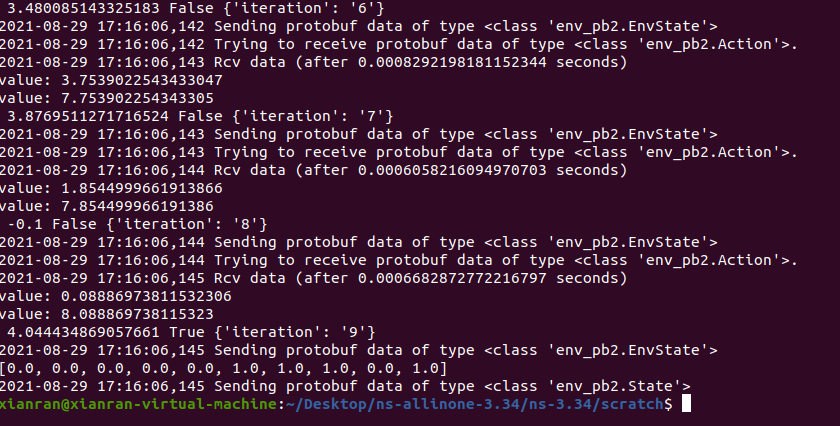 3.480085143325183 False {'iteration': '6'}
2021-08-29 17:16:06,142 Sending protobuf data of type <class 'env_pb2.EnvState'>
2021-08-29 17:16:06,142 Trying to receive protobuf data of type <class 'env_pb2.Action'>.
2021-08-29 17:16:06,143 Rcv data (after 0.0008292198181152344 seconds)
value: 3.7539022543433047
value: 7.753902254343305
3.8769511271716524 False {'iteration': '7'}
2021-08-29 17:16:06,143 Sending protobuf data of type <class 'env_pb2.EnvState'>
2021-08-29 17:16:06,143 Trying to receive protobuf data of type <class 'env_pb2.Action'>.
2021-08-29 17:16:06,144 Rcv data (after 0.0006058216094970703 seconds)
value: 1.8544999661913866
value: 7.854499966191386
-0.1 False {'iteration': '8'}
2021-08-29 17:16:06,144 Sending protobuf data of type <class 'env_pb2.EnvState'>
2021-08-29 17:16:06,144 Trying to receive protobuf data of type <class 'env_pb2.Action'>.
2021-08-29 17:16:06,145 Rcv data (after 0.0006682872772216797 seconds)
value: 0.08886973811532306
value: 8.088869738115323
4.044434869057661 True {'iteration': '9'}
2021-08-29 17:16:06,145 Sending protobuf data of type <class 'env_pb2.EnvState'>
[0.0, 0.0, 0.0, 0.0, 0.0, 1.0, 1.0, 1.0, 0.0, 1.0]
2021-08-29 17:16:06,145 Sending protobuf data of type <class 'env_pb2.State'>
xianran@xianran-virtual-machine:~/Desktop/ns-allinone-3.34/ns-3.34/scratch$